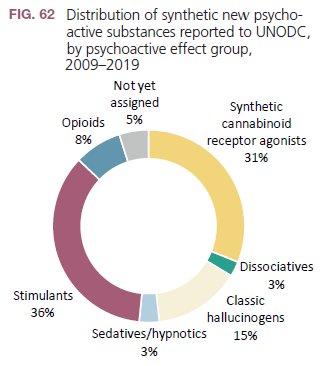 FIG. 62 Distribution of synthetic new psycho-
active substances reported to UNODC,
by psychoactive effect group,
2009–2019
Not yet
assigned
5%
Opioids
8%
Synthetic
cannabinoid
receptor agonists
31%
Dissociatives
3%
Classic
hallucinogens
15%
Sedatives/hypnotics
3%
Stimulants
36%